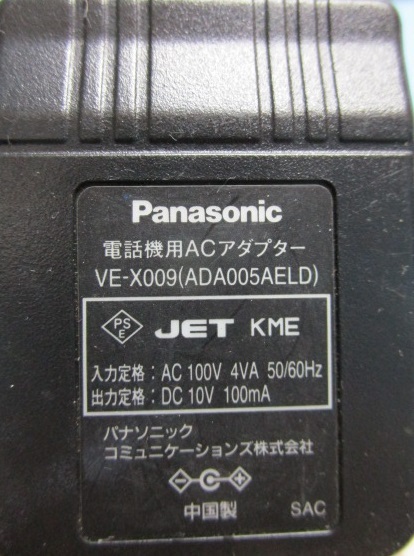 Panasonic
電話機用ACアダプター
VE-X009(ADA005AELD)
PS
E
JET KME
入力定格 : AC 100V 4VA 50/60Hz
出力定格 : DC 10V 100mA
パナソニック
コミュニケーションズ株式会社
中国製 SAC